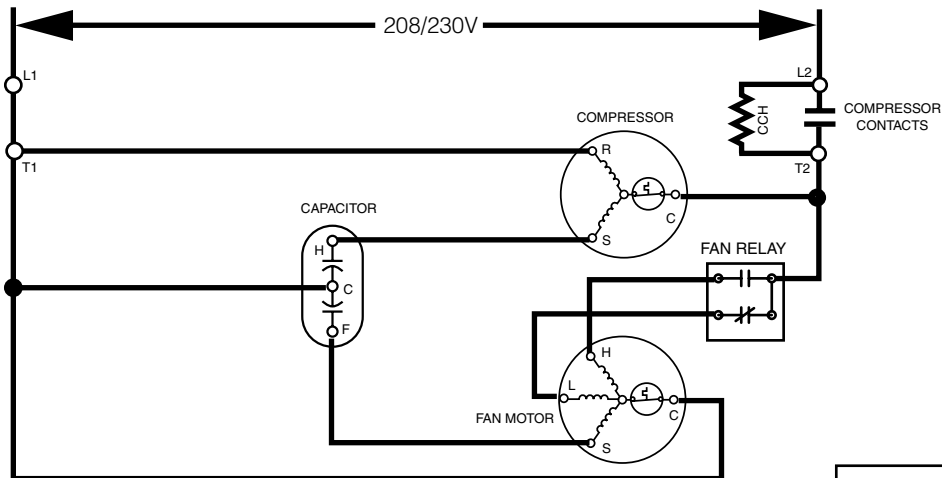 208/230V
L1
L2
CCH
COMPRESSOR
CONTACTS
COMPRESSOR
R
T1
T2
C
CAPACITOR
S
H
FAN RELAY
C
F
H
L
FAN MOTOR
C
S